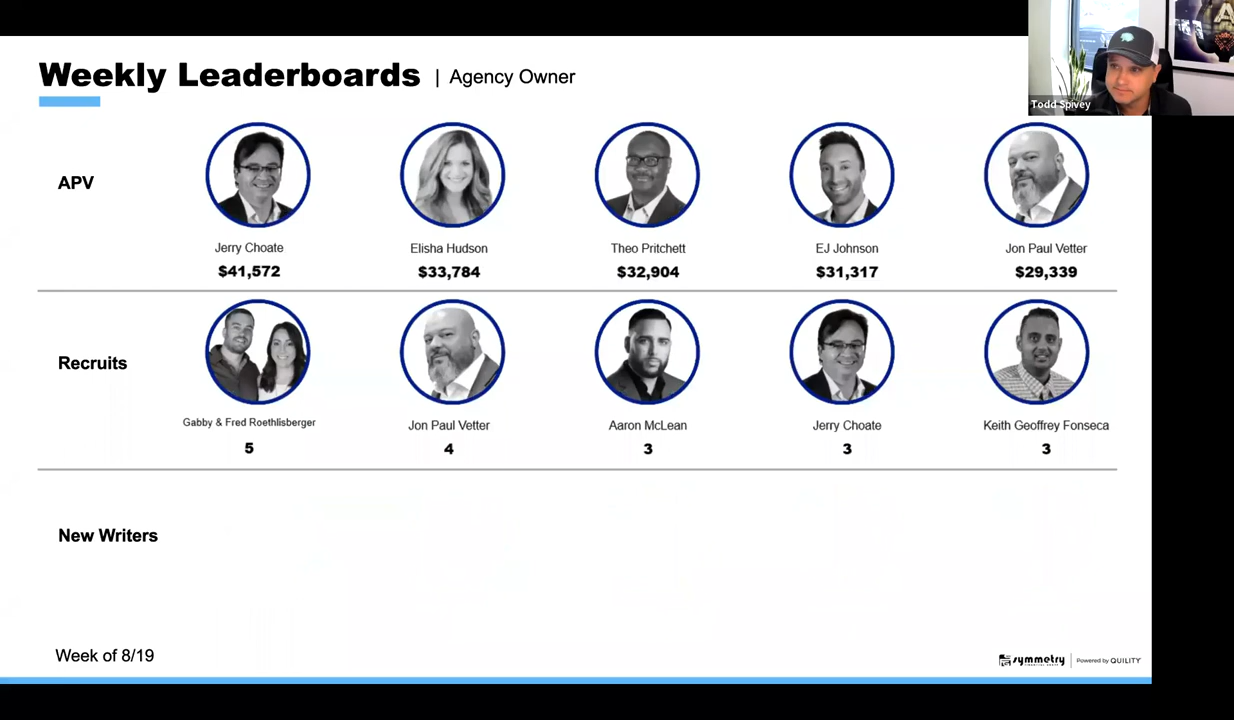 Weekly Leaderboards | Agency Owner
Todd Spivey
APV
Jerry Choate
$41,572
Elisha Hudson
$33,784
Theo Pritchett
$32,904
EJ Johnson
$31,317
Jon Paul Vetter
$29,339
Recruits
Gabby & Fred Roethlisberger
5
Jon Paul Vetter
4
Aaron McLean
3
Jerry Choate
3
Keith Geoffrey Fonseca
3
New Writers
Week of 8/19
symmetry
FINANCIAL GROUP
Powered by QUILITY